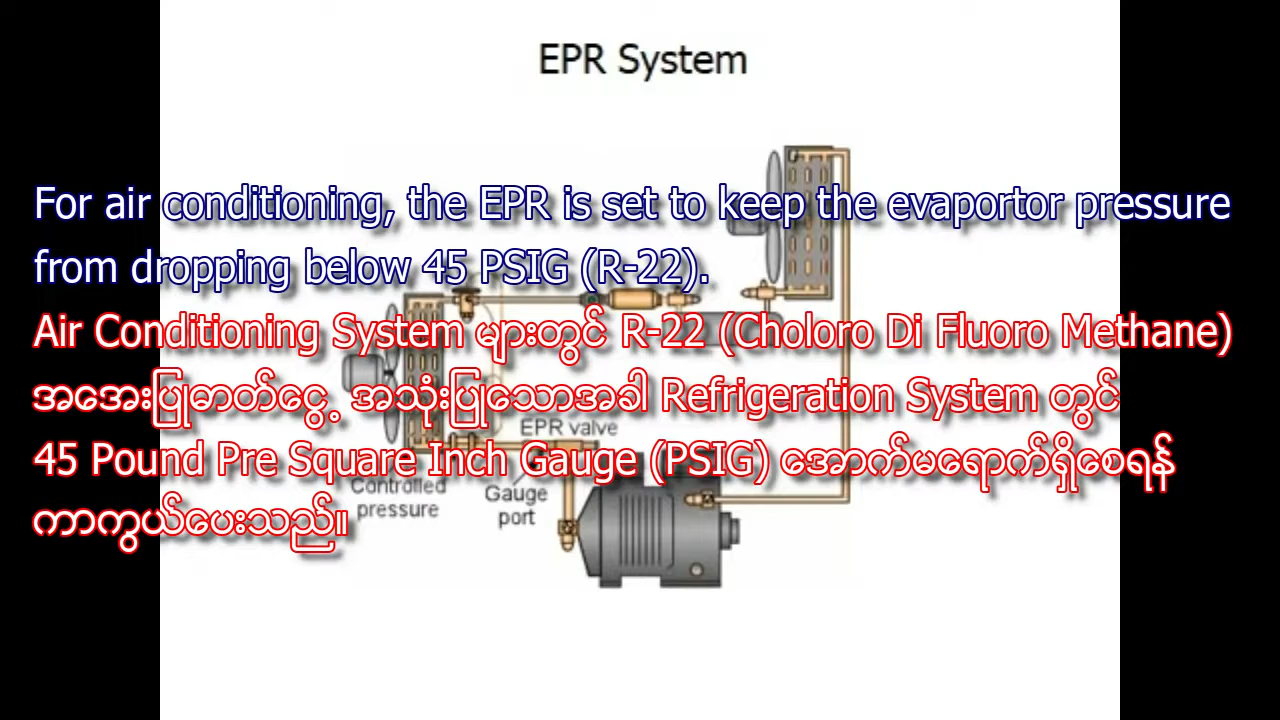 EPR System
For air conditioning, the EPR is set to keep the evaportor pressure
from dropping below 45 PSIG (R-22).
Air Conditioning System များတွင် R-22 (Choloro Di Fluoro Methane)
အအေးပြုဓာတ်ငွေ့ အသုံးပြုသောအခါ Refrigeration System တွင်
EPR valve
45 Pound Pre Square Inch Gauge (PSIG) အောက်မရောက်ရှိစေရန်
Controlled
pressure
Gauge
port
ကာကွယ်ပေးသည်။